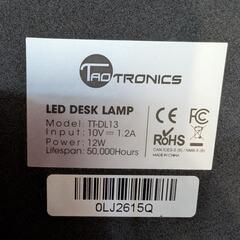 TAOTRONICS
LED DESK LAMP
Model: TT-DL13
Input: 10V⎓1.2A
Power: 12W
Lifespan: 50,000Hours
CE FC
RoHS
MADE IN CHINA
0LJ2615Q